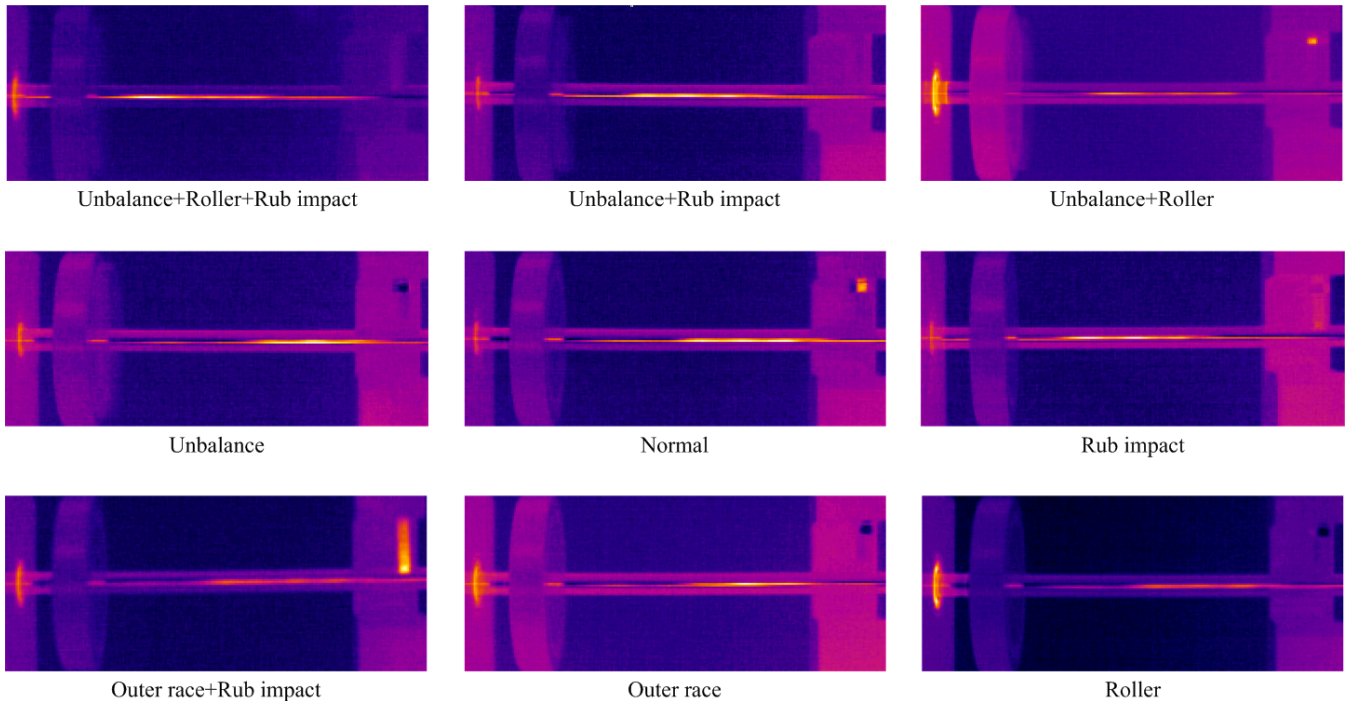 Unbalance+Roller+Rub impact
Unbalance+Rub impact
Unbalance+Roller
Unbalance
Normal
Rub impact
Outer race+Rub impact
Outer race
Roller